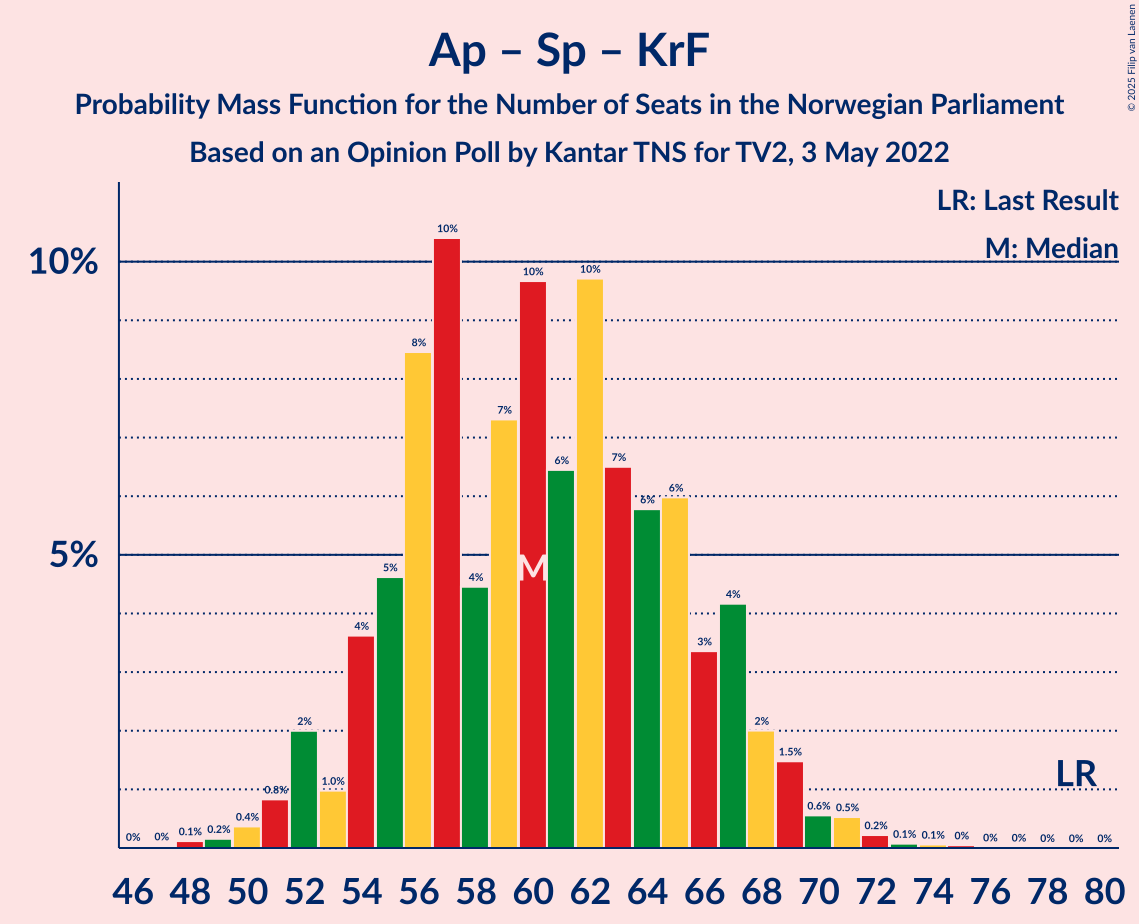 Ap – Sp – KrF
Probability Mass Function for the Number of Seats in the Norwegian Parliament
Based on an Opinion Poll by Kantar TNS for TV2, 3 May 2022
© 2025 Filip van Laenen
LR: Last Result
M: Median
10%
5%
0% 0% 0.1% 0.2% 0.4% 0.8% 2% 1.0% 4% 5% 8% 10% 4% 7% 10% 6% 10% 7% 6% 6% 3% 4% 2% 1.5% 0.6% 0.5% 0.2% 0.1% 0.1% 0% 0% 0% 0% 0% 0%
M
LR
46 48 50 52 54 56 58 60 62 64 66 68 70 72 74 76 78 80